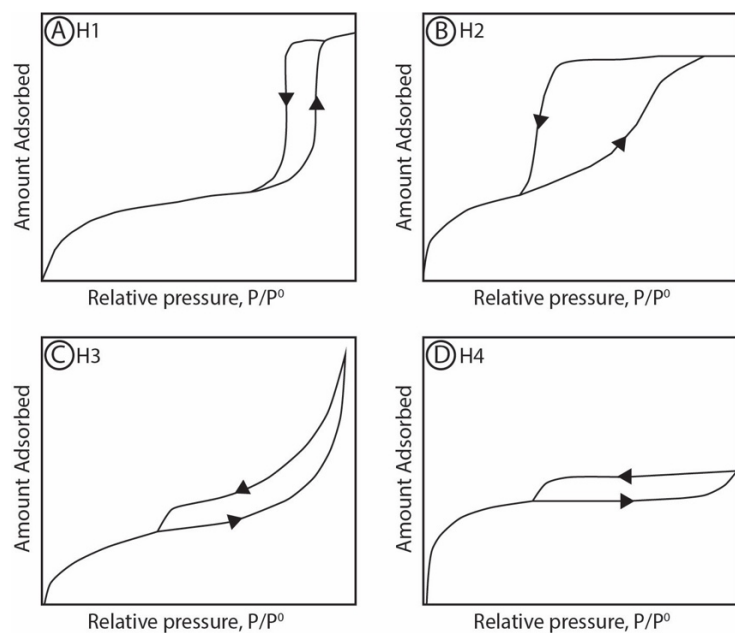 A H1
Amount Adsorbed
Relative pressure, P/P⁰
B H2
Amount Adsorbed
Relative pressure, P/P⁰
C H3
Amount Adsorbed
Relative pressure, P/P⁰
D H4
Amount Adsorbed
Relative pressure, P/P⁰